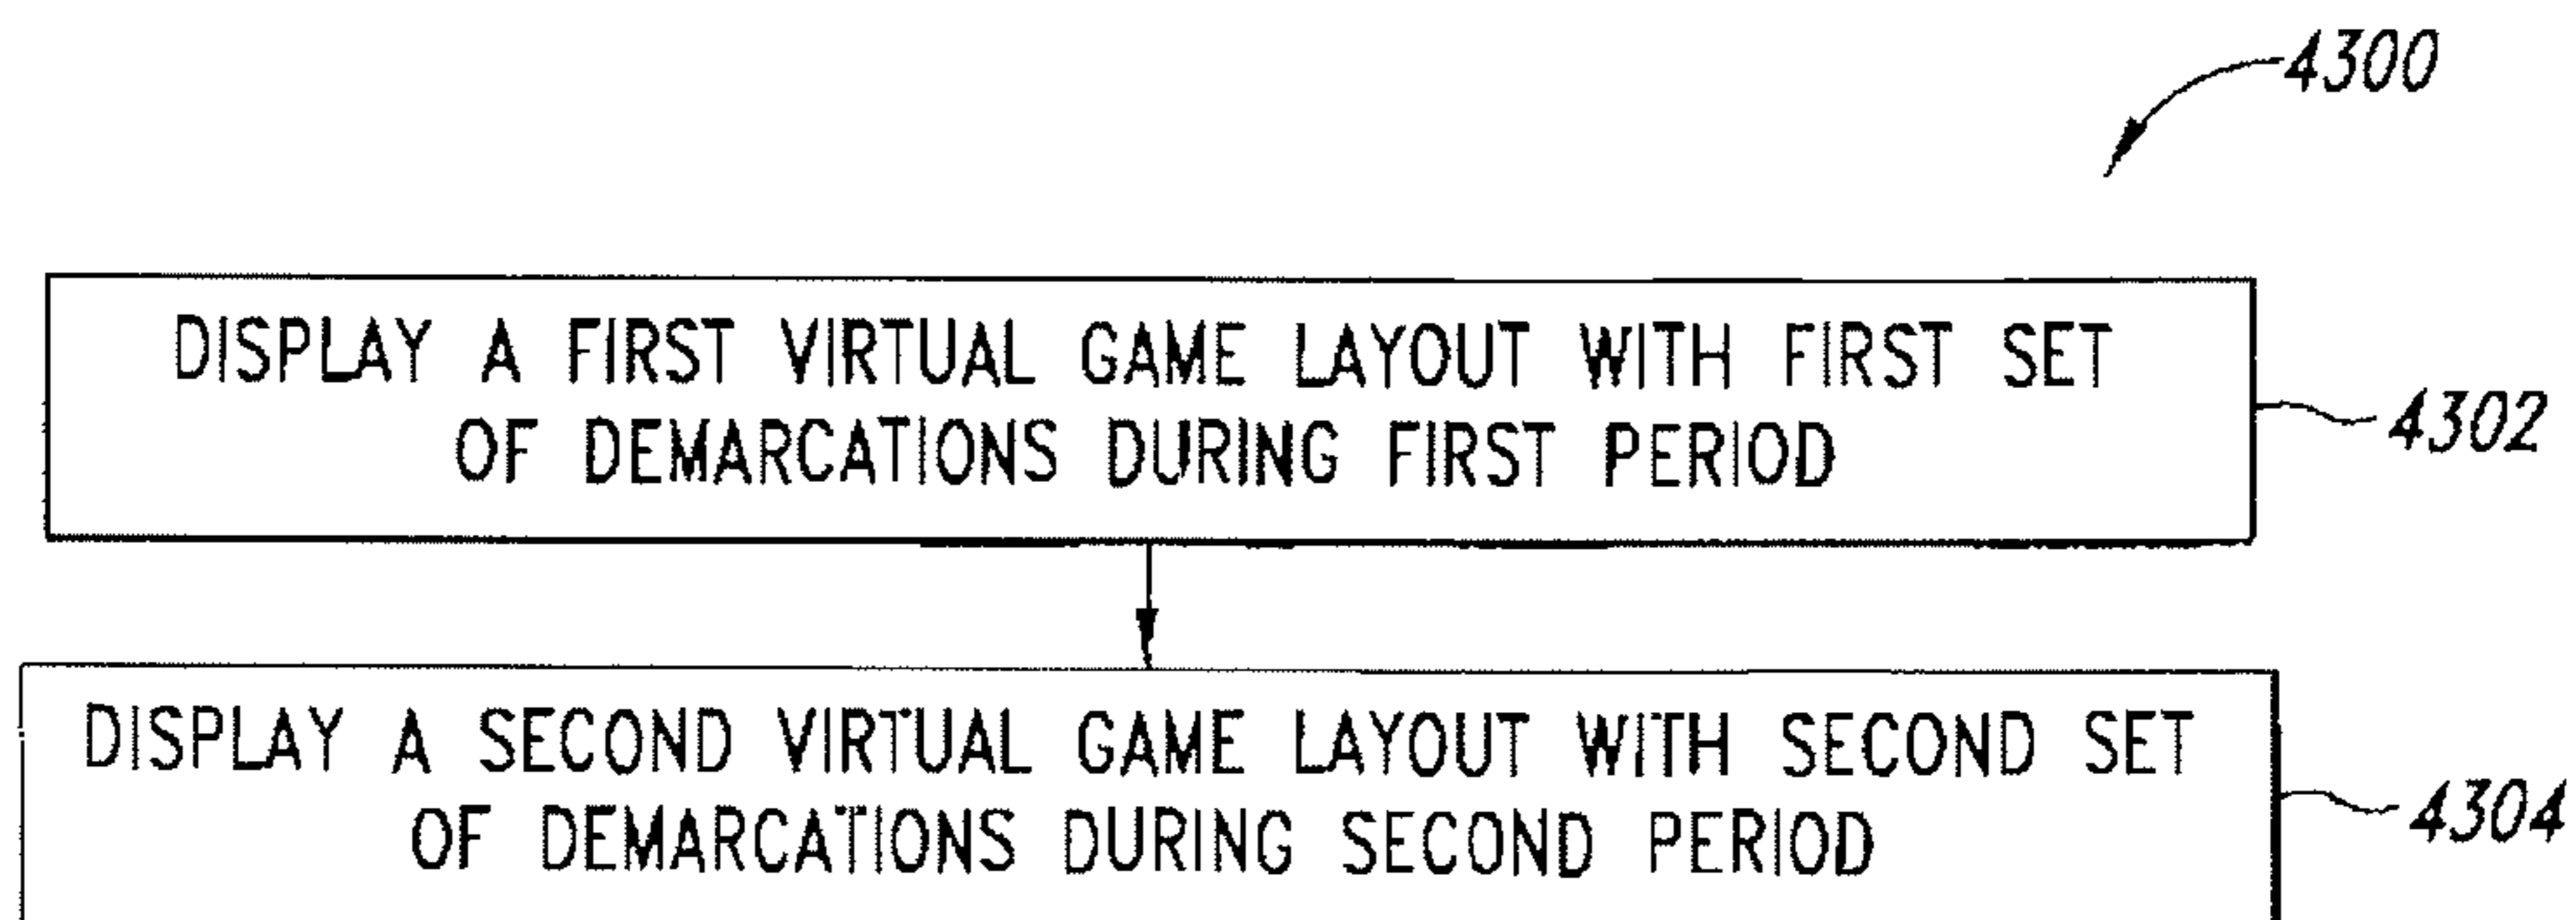 4300
DISPLAY A FIRST VIRTUAL GAME LAYOUT WITH FIRST SET
OF DEMARCATIONS DURING FIRST PERIOD
4302
DISPLAY A SECOND VIRTUAL GAME LAYOUT WITH SECOND SET
OF DEMARCATIONS DURING SECOND PERIOD
4304